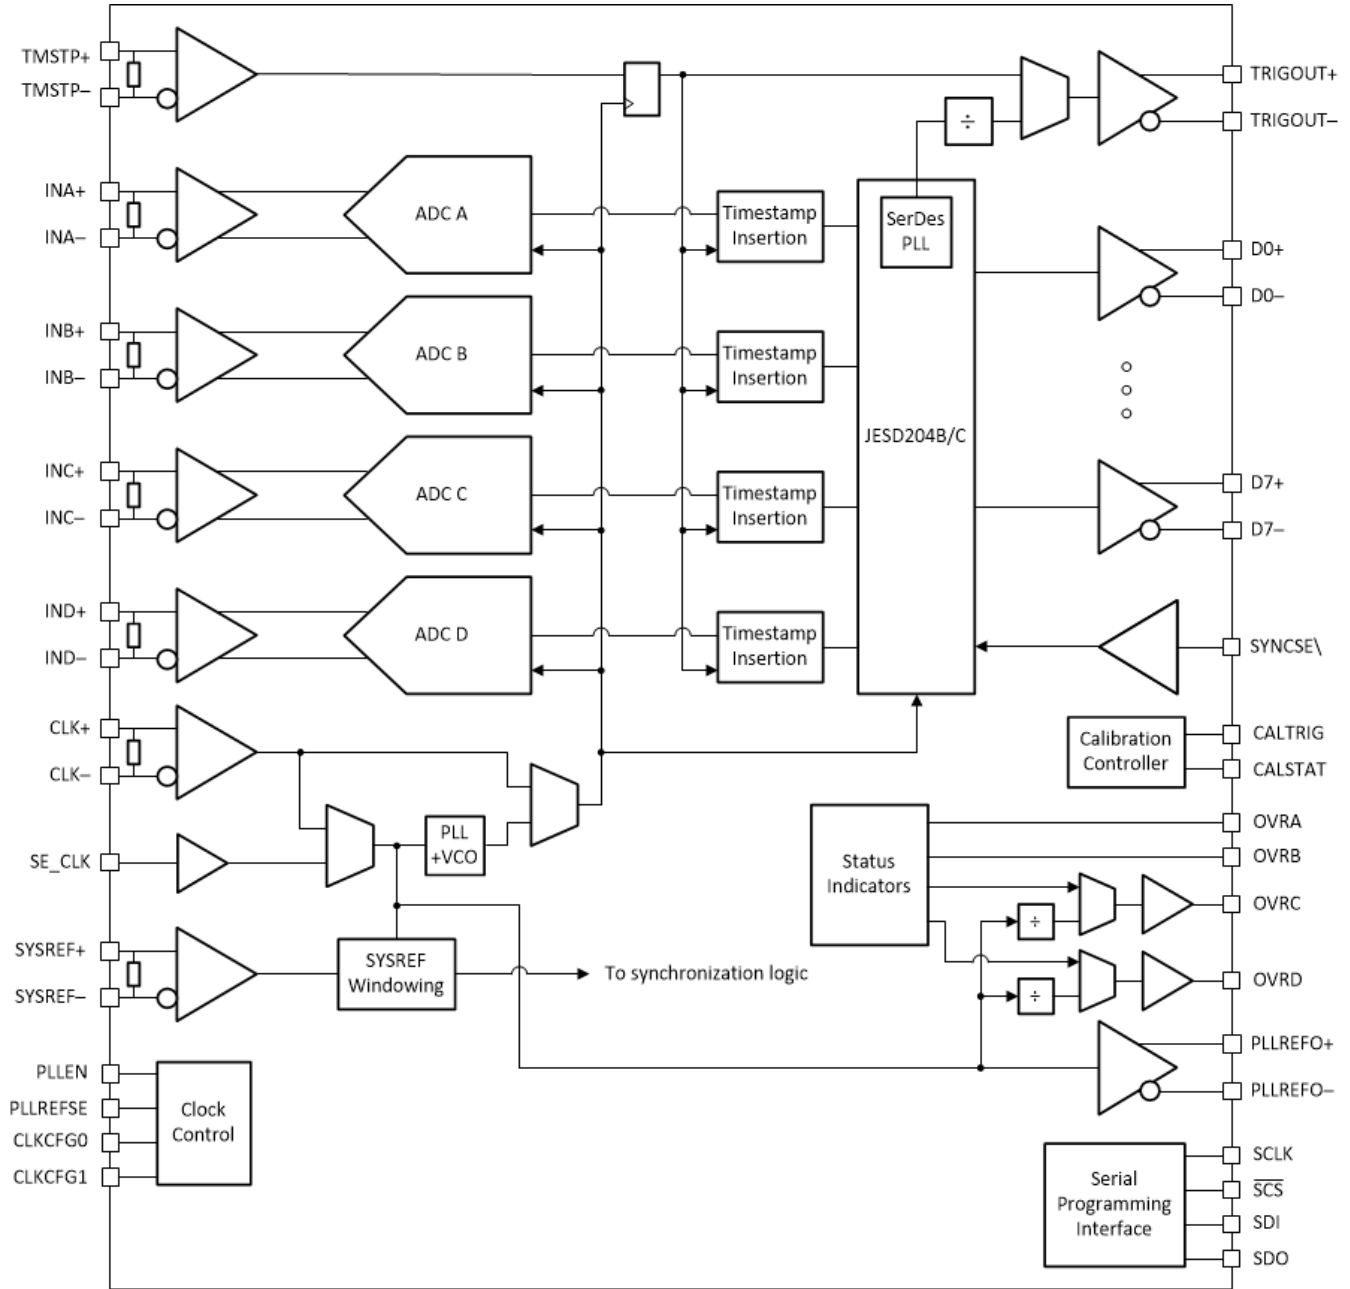 TMSTP+
TMSTP–
TRIGOUT+
TRIGOUT–
÷
INA+
INA–
ADC A
Timestamp
Insertion
SerDes
PLL
D0+
D0–
INB+
INB–
ADC B
Timestamp
Insertion
JESD204B/C
INC+
INC–
ADC C
Timestamp
Insertion
D7+
D7–
IND+
IND–
ADC D
Timestamp
Insertion
SYNCSE\
CLK+
CLK–
Calibration
Controller
CALTRIG
CALSTAT
SE_CLK
PLL
+VCO
Status
Indicators
OVRA
OVRB
OVRC
÷
OVRD
÷
SYSREF+
SYSREF–
SYSREF
Windowing
To synchronization logic
PLLREFO+
PLLREFO–
PLLEN
PLLREFSE
CLKCFG0
CLKCFG1
Clock
Control
Serial
Programming
Interface
SCLK
SCS
SDI
SDO